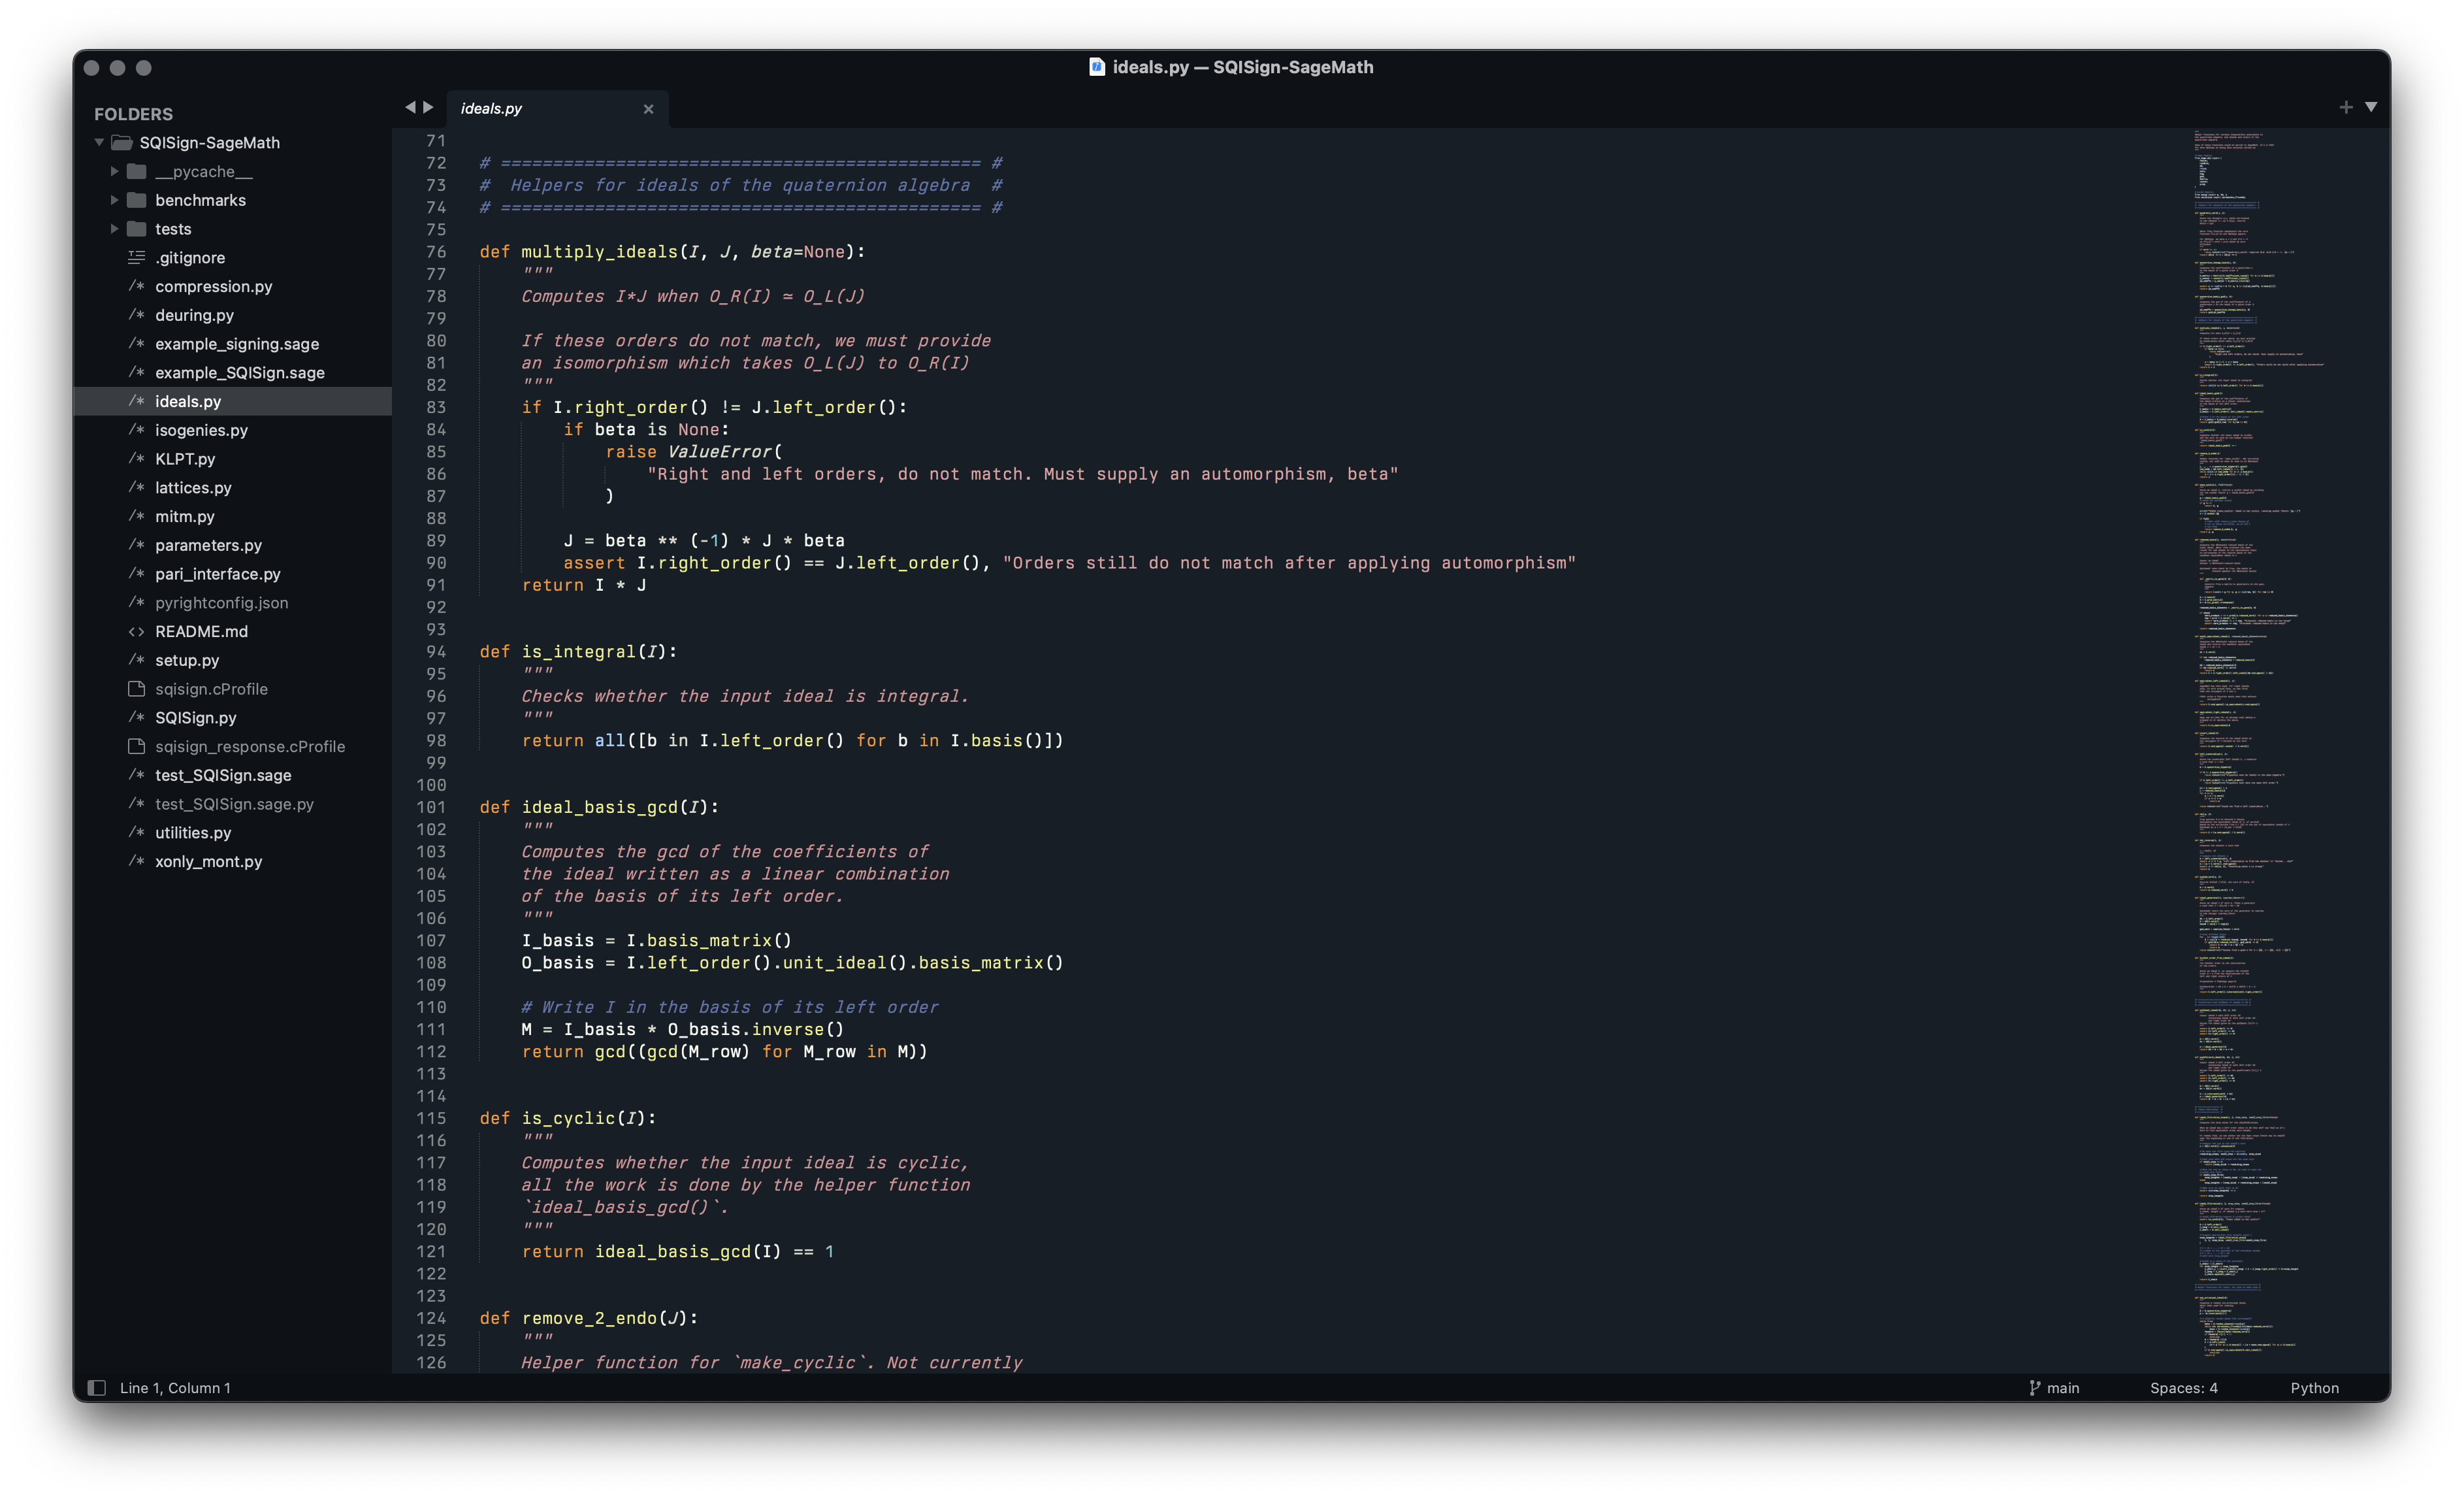 ideals.py — SQISign-SageMath
FOLDERS
SQISign-SageMath
__pycache__
benchmarks
tests
.gitignore
/* compression.py
/* deuring.py
/* example_signing.sage
/* example_SQISign.sage
/* ideals.py
/* isogenies.py
/* KLPT.py
/* lattices.py
/* mitm.py
/* parameters.py
/* pari_interface.py
/* pyrightconfig.json
<> README.md
/* setup.py
sqisign.cProfile
/* SQISign.py
sqisign_response.cProfile
/* test_SQISign.sage
/* test_SQISign.sage.py
/* utilities.py
/* xonly_mont.py
ideals.py
71
72 # ============================================== #
73 #  Helpers for ideals of the quaternion algebra  #
74 # ============================================== #
75
76 def multiply_ideals(I, J, beta=None):
77     """
78     Computes I*J when O_R(I) ≃ O_L(J)
79
80     If these orders do not match, we must provide
81     an isomorphism which takes O_L(J) to O_R(I)
82     """
83     if I.right_order() != J.left_order():
84         if beta is None:
85             raise ValueError(
86                 "Right and left orders, do not match. Must supply an automorphism, beta"
87             )
88
89         J = beta ** (-1) * J * beta
90         assert I.right_order() == J.left_order(), "Orders still do not match after applying automorphism"
91     return I * J
92
93
94 def is_integral(I):
95     """
96     Checks whether the input ideal is integral.
97     """
98     return all([b in I.left_order() for b in I.basis()])
99
100
101 def ideal_basis_gcd(I):
102     """
103     Computes the gcd of the coefficients of
104     the ideal written as a linear combination
105     of the basis of its left order.
106     """
107     I_basis = I.basis_matrix()
108     O_basis = I.left_order().unit_ideal().basis_matrix()
109
110     # Write I in the basis of its left order
111     M = I_basis * O_basis.inverse()
112     return gcd((gcd(M_row) for M_row in M))
113
114
115 def is_cyclic(I):
116     """
117     Computes whether the input ideal is cyclic,
118     all the work is done by the helper function
119     `ideal_basis_gcd()`.
120     """
121     return ideal_basis_gcd(I) == 1
122
123
124 def remove_2_endo(J):
125     """
126     Helper function for `make_cyclic`. Not currently
Line 1, Column 1
main
Spaces: 4
Python